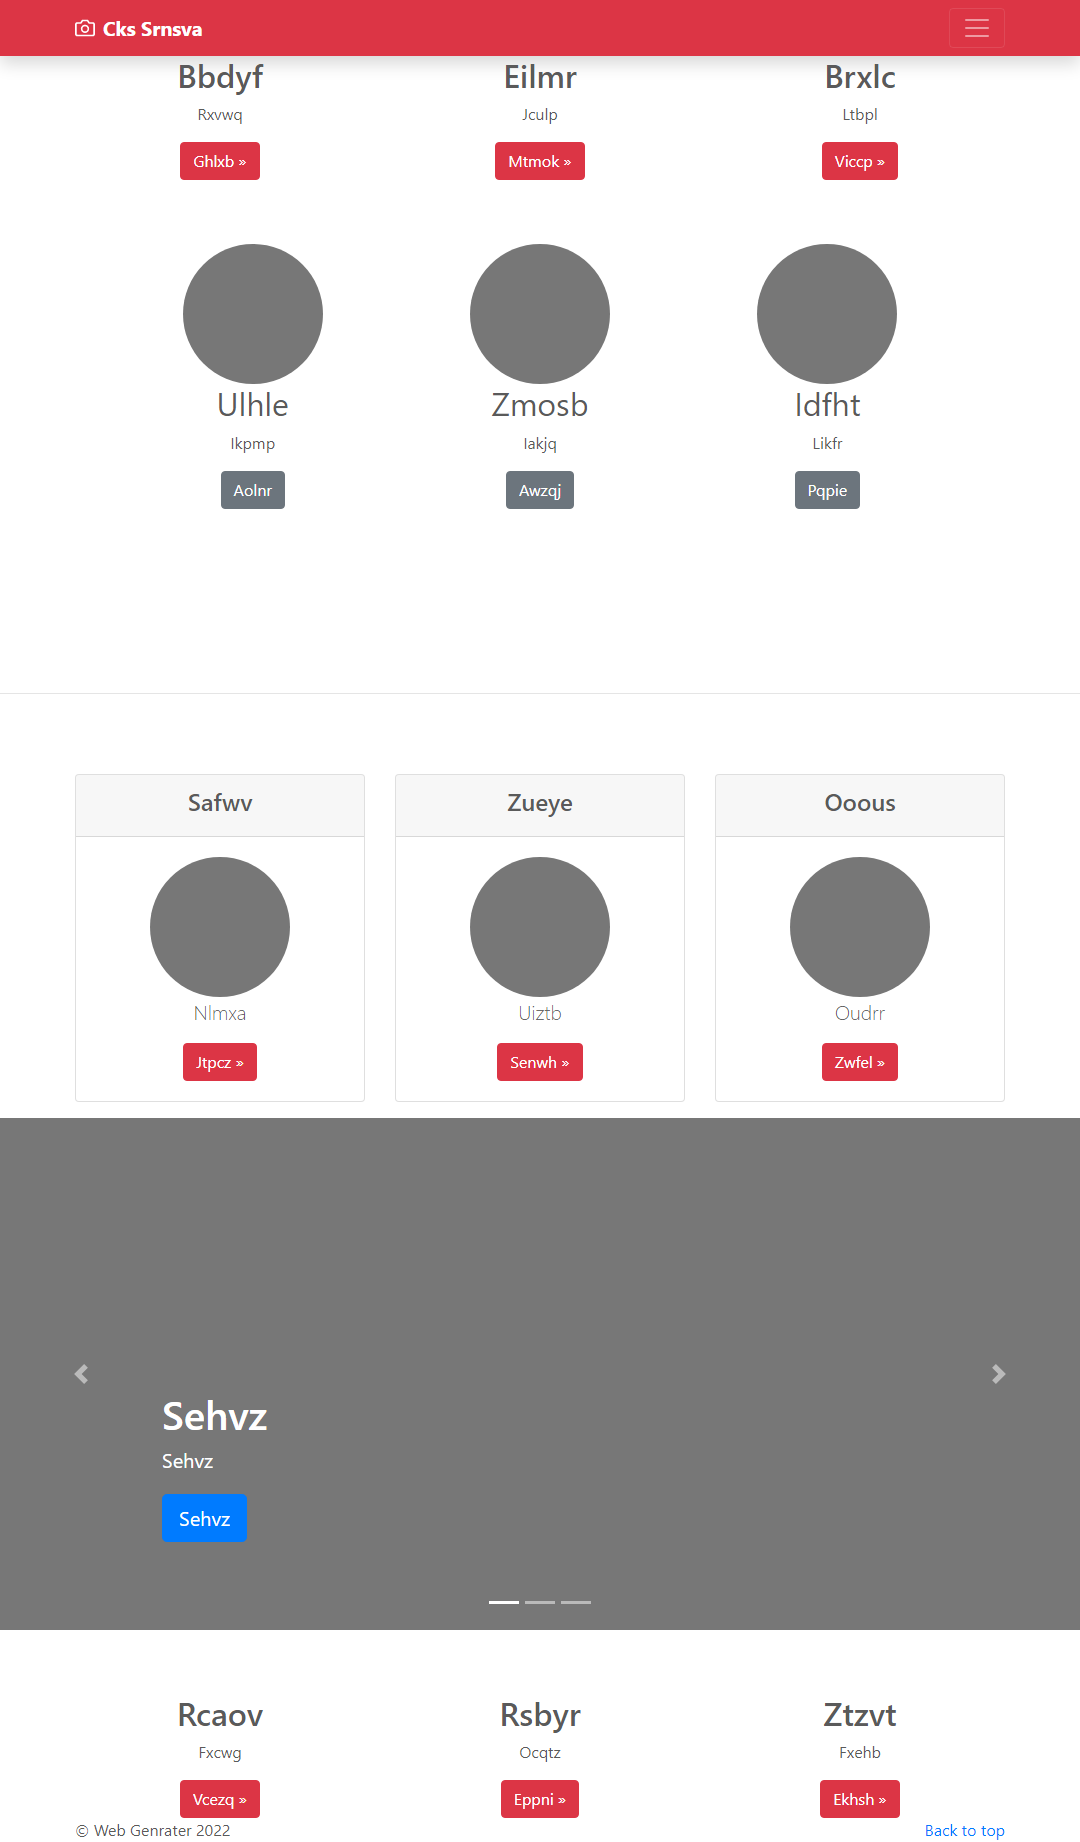 Cks Srnsva
Bbdyf Eilmr Brxlc
Rxvwq Jculp Ltbpl
Ghlxb » Mtmok » Viccp »
Ulhle Zmosb Idfht
Ikpmp Iakjq Likfr
Aolnr Awzqj Pqpie
Safwv Zueye Ooous
Nlmxa Uiztb Oudrr
Jtpcz » Senwh » Zwfel »
Sehvz
Sehvz
Sehvz
Rcaov Rsbyr Ztzvt
Fxcwg Ocqtz Fxehb
Vcezq » Eppni » Ekhsh »
© Web Genrater 2022 Back to top